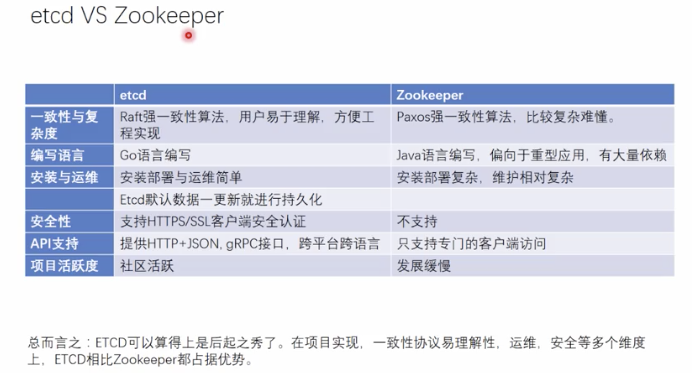 etcd VS Zookeeper
etcd Zookeeper
一致性与复杂度 Raft强一致性算法，用户易于理解，方便工程实现 Paxos强一致性算法，比较复杂难懂。
编写语言 Go语言编写 Java语言编写，偏向于重型应用，有大量依赖
安装与运维 安装部署与运维简单 安装部署复杂，维护相对复杂
Etcd默认数据一更新就进行持久化
安全性 支持HTTPS/SSL客户端安全认证 不支持
API支持 提供HTTP+JSON, gRPC接口，跨平台跨语言 只支持专门的客户端访问
项目活跃度 社区活跃 发展缓慢
总而言之：ETCD可以算得上是后起之秀了。在项目实现，一致性协议易理解性，运维，安全等多个维度
上，ETCD相比Zookeeper都占据优势。